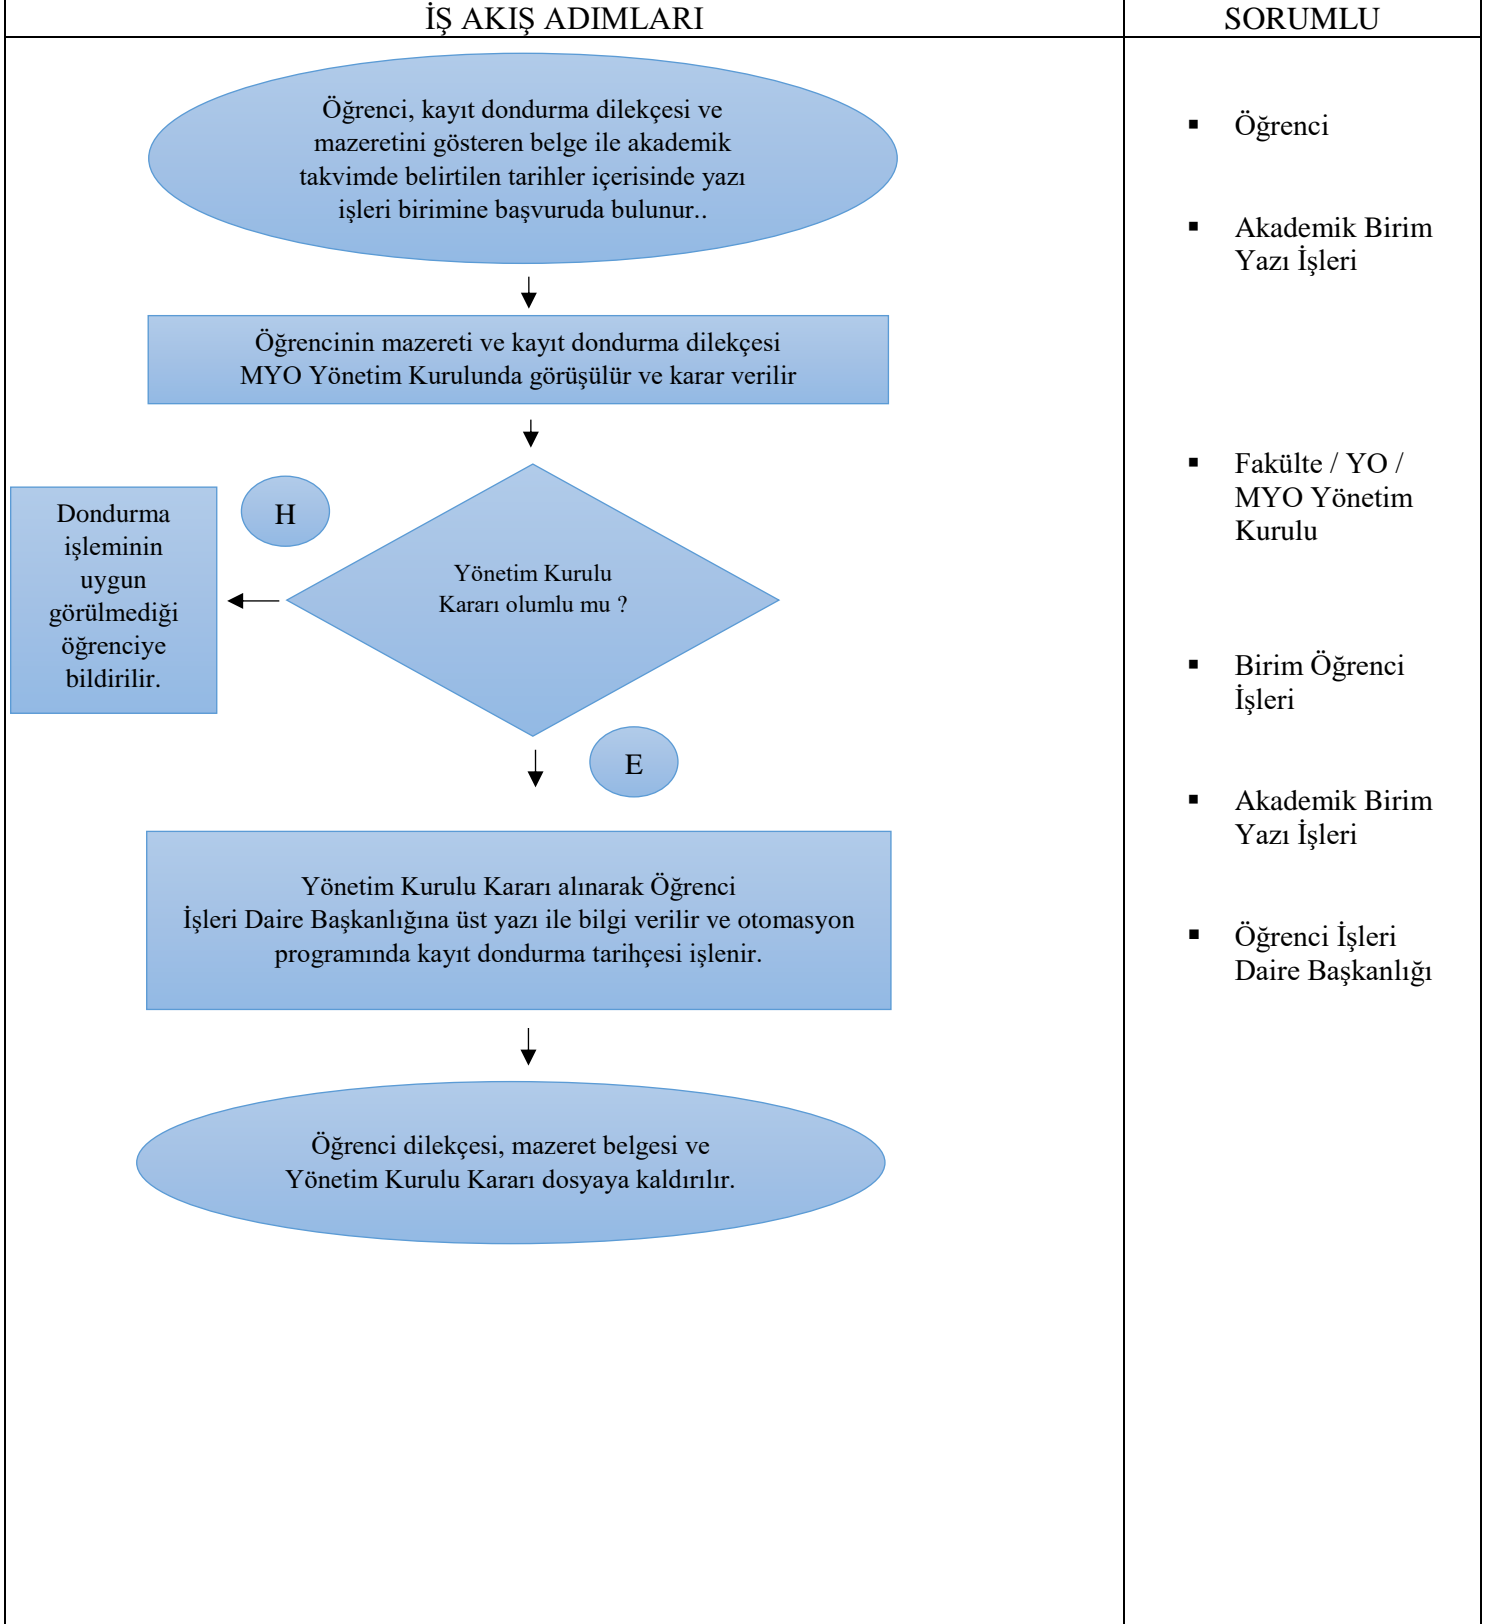 İŞ AKIŞ ADIMLARI
SORUMLU
Öğrenci, kayıt dondurma dilekçesi ve
mazeretini gösteren belge ile akademik
takvimde belirtilen tarihler içerisinde yazı
işleri birimine başvuruda bulunur..
Öğrencinin mazereti ve kayıt dondurma dilekçesi
MYO Yönetim Kurulunda görüşülür ve karar verilir
H
Dondurma
işleminin
uygun
görülmediği
öğrenciye
bildirilir.
Yönetim Kurulu
Kararı olumlu mu ?
E
Yönetim Kurulu Kararı alınarak Öğrenci
İşleri Daire Başkanlığına üst yazı ile bilgi verilir ve otomasyon
programında kayıt dondurma tarihçesi işlenir.
Öğrenci dilekçesi, mazeret belgesi ve
Yönetim Kurulu Kararı dosyaya kaldırılır.
▪ Öğrenci
▪ Akademik Birim
Yazı İşleri
▪ Fakülte / YO /
MYO Yönetim
Kurulu
▪ Birim Öğrenci
İşleri
▪ Akademik Birim
Yazı İşleri
▪ Öğrenci İşleri
Daire Başkanlığı